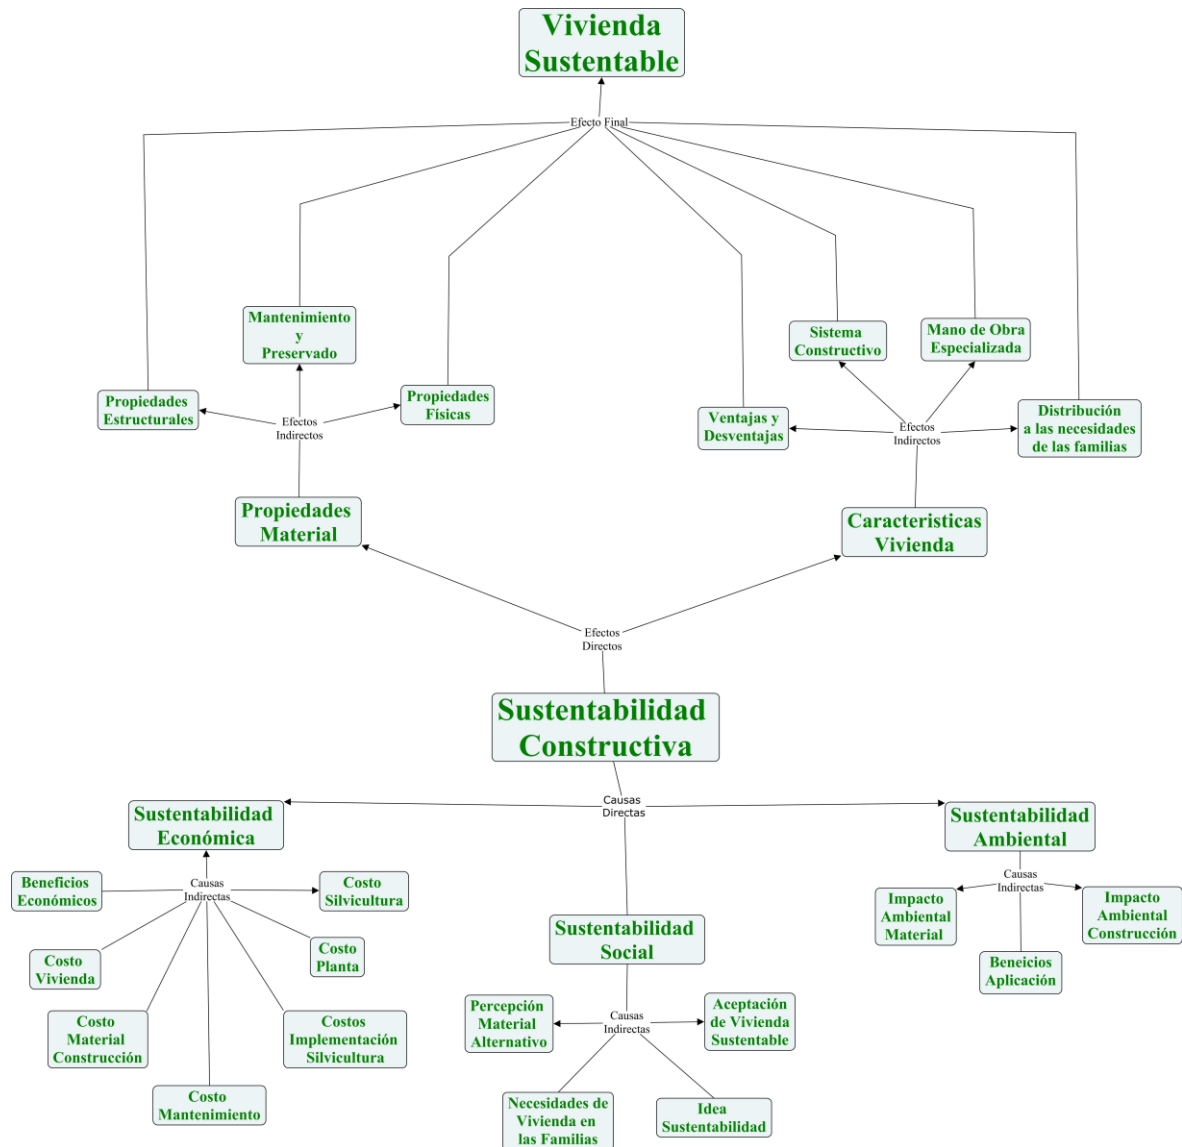 Vivienda
Sustentable
Efecto Final
Mantenimiento
y
Preservado
Sistema
Constructivo
Mano de Obra
Especializada
Propiedades
Estructurales
Efectos
Indirectos
Propiedades
Físicas
Ventajas y
Desventajas
Efectos
Indirectos
Distribución
a las necesidades
de las familias
Propiedades
Material
Caracteristicas
Vivienda
Efectos
Directos
Sustentabilidad
Constructiva
Causas
Directas
Sustentabilidad
Económica
Sustentabilidad
Ambiental
Beneficios
Económicos
Causas
Indirectas
Costo
Silvicultura
Causas
Indirectas
Impacto
Ambiental
Material
Impacto
Ambiental
Construcción
Sustentabilidad
Social
Costo
Vivienda
Costo
Planta
Beneicios
Aplicación
Costo
Material
Construcción
Costos
Implementación
Silvicultura
Percepción
Material
Alternativo
Causas
Indirectas
Aceptación
de Vivienda
Sustentable
Costo
Mantenimiento
Necesidades de
Vivienda en
las Familias
Idea
Sustentabilidad